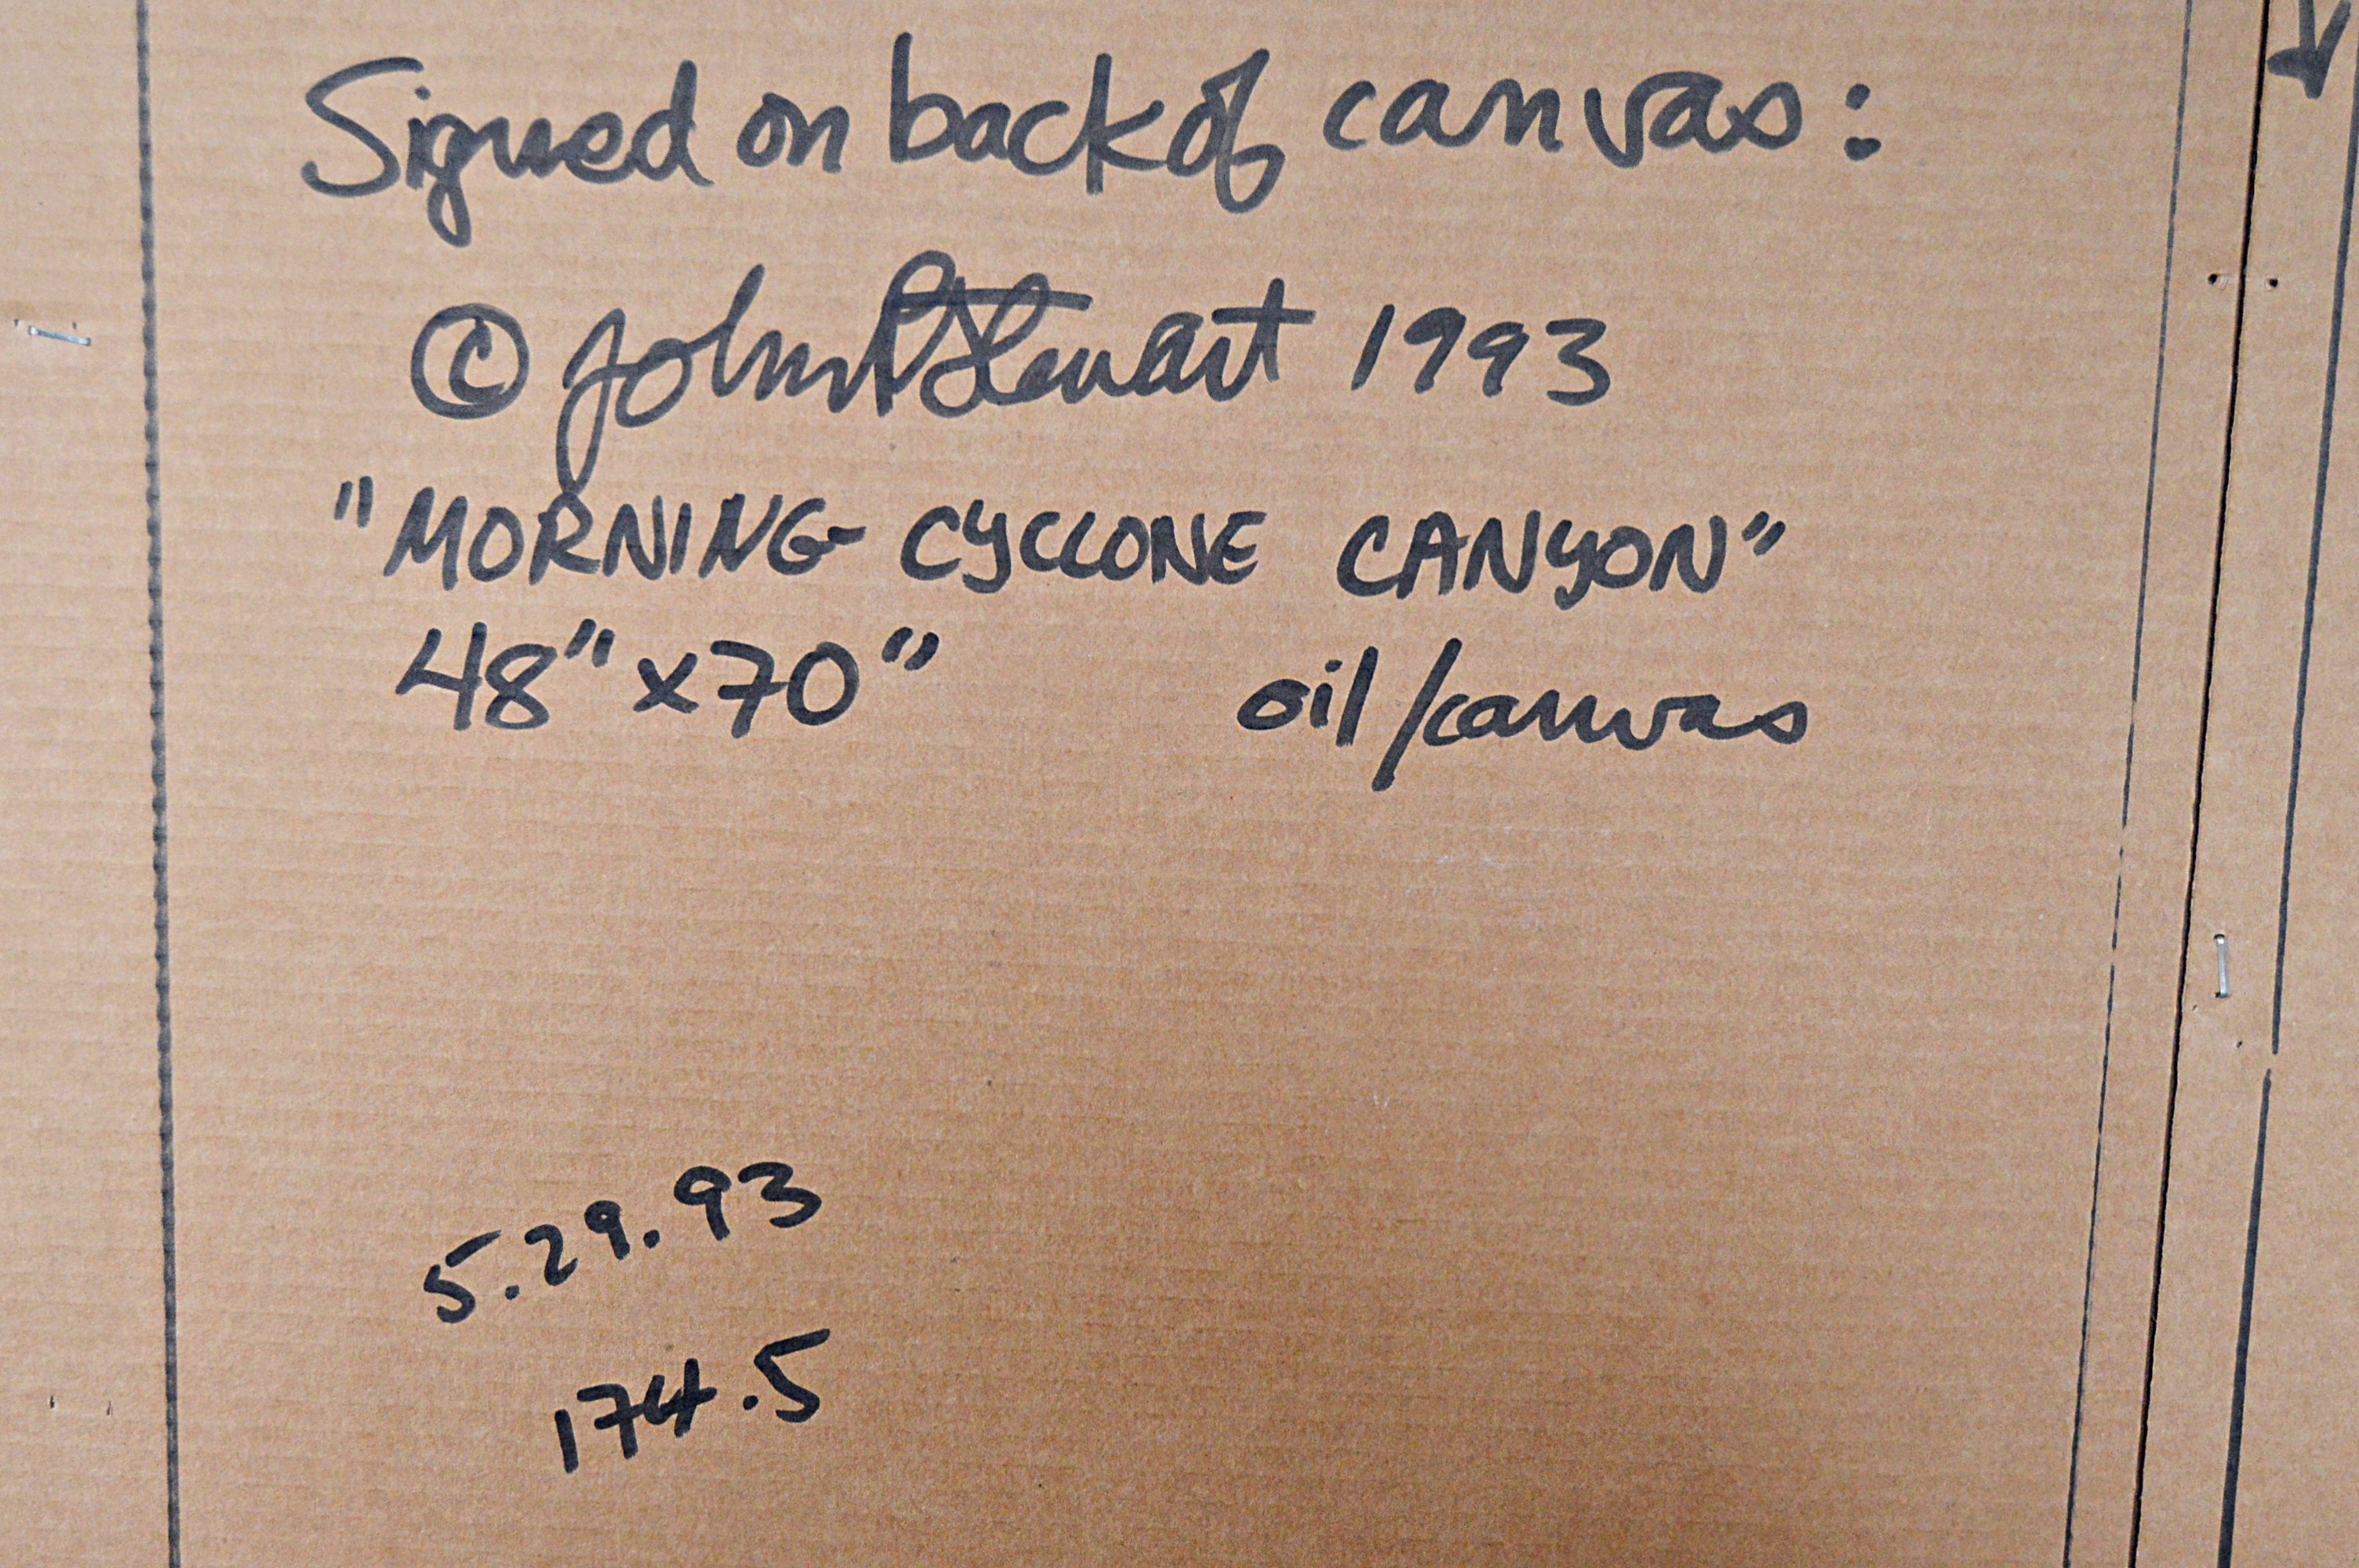 Signed on back of canvas:
© John P Stewart 1993
"MORNING CYCLONE CANYON"
48" x 70" oil/canvas
5.29.93
174.5